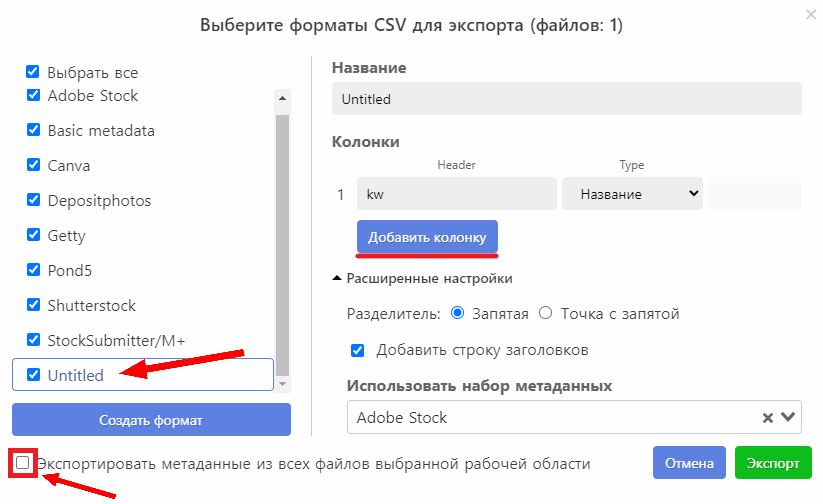 Выберите форматы CSV для экспорта (файлов: 1)
Выбрать все
Adobe Stock
Basic metadata
Canva
Depositphotos
Getty
Pond5
Shutterstock
StockSubmitter/M+
Untitled
Создать формат
Название
Untitled
Колонки
Header Type
1 kw Название
Добавить колонку
Расширенные настройки
Разделитель: Запятая Точка с запятой
Добавить строку заголовков
Использовать набор метаданных
Adobe Stock
Экспортировать метаданные из всех файлов выбранной рабочей области
Отмена Экспорт